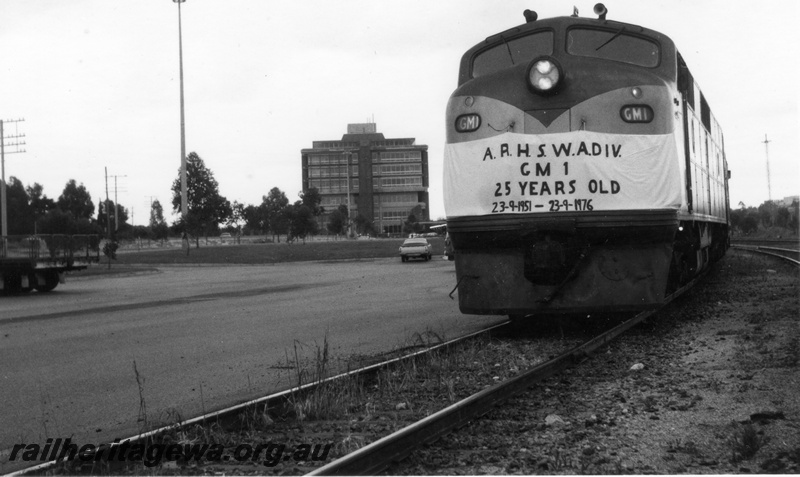 GM1
GM1
A.R.H.S. W.A DIV.
GM 1
25 YEARS OLD
23-9-1951 - 23-9-1976
railheritagewa.org.au